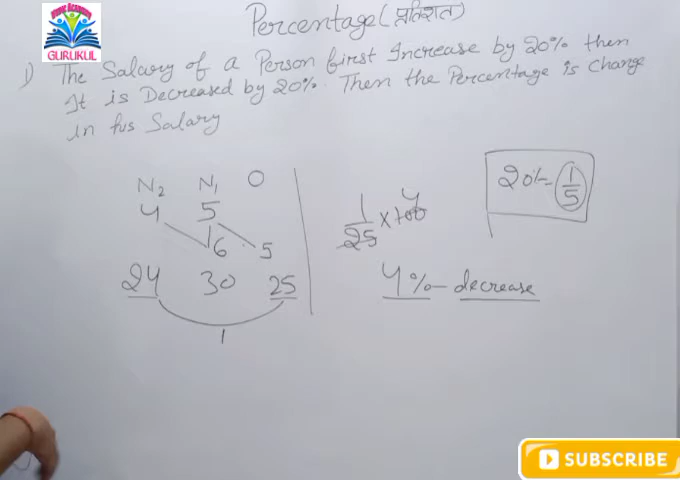 Percentage (प्रतिशत)
GURUKUL
1) The Salary of a Person first Increase by 20% then
It is Decreased by 20%. Then the Percentage is change
in his Salary
N2 N1 O
4 5
6 5
24 30 25
1
1/25 × 100 4
4% decrease
20% = 1/5
SUBSCRIBE